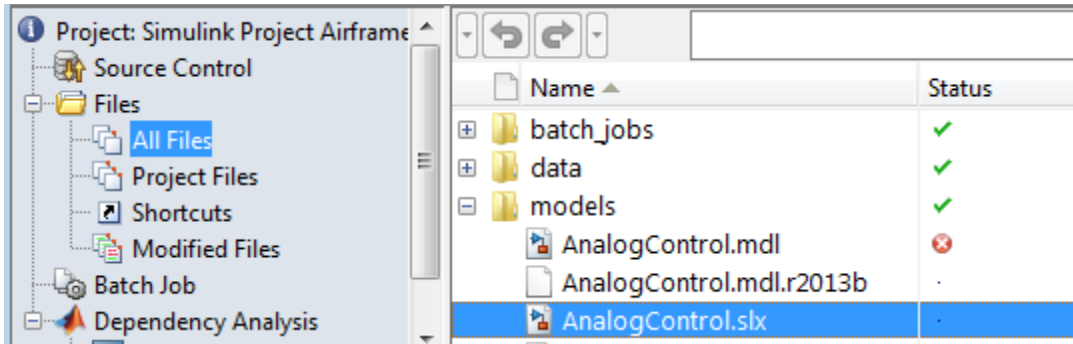 Project: Simulink Project Airframe
Source Control
Files
All Files
Project Files
Shortcuts
Modified Files
Batch Job
Dependency Analysis
Name Status
batch_jobs
data
models
AnalogControl.mdl
AnalogControl.mdl.r2013b
AnalogControl.slx